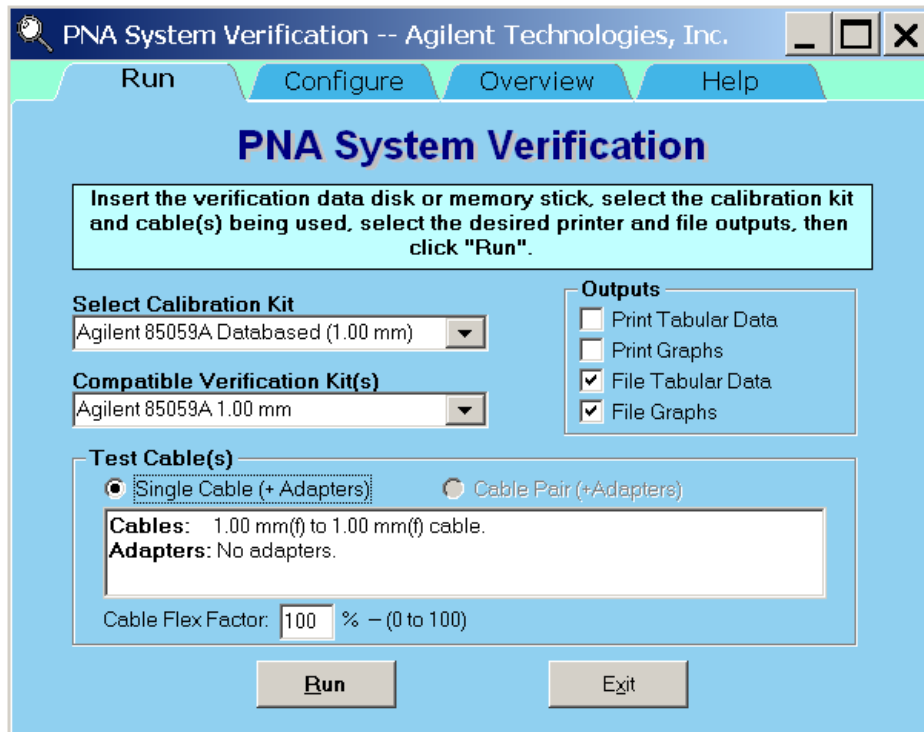 PNA System Verification -- Agilent Technologies, Inc.
Run
Configure
Overview
Help
PNA System Verification
Insert the verification data disk or memory stick, select the calibration kit
and cable(s) being used, select the desired printer and file outputs, then
click "Run".
Select Calibration Kit
Agilent 85059A Databased (1.00 mm)
Compatible Verification Kit(s)
Agilent 85059A 1.00 mm
Outputs
Print Tabular Data
Print Graphs
File Tabular Data
File Graphs
Test Cable(s)
Single Cable (+ Adapters)
Cable Pair (+Adapters)
Cables: 1.00 mm(f) to 1.00 mm(f) cable.
Adapters: No adapters.
Cable Flex Factor: 100 % – (0 to 100)
Run
Exit